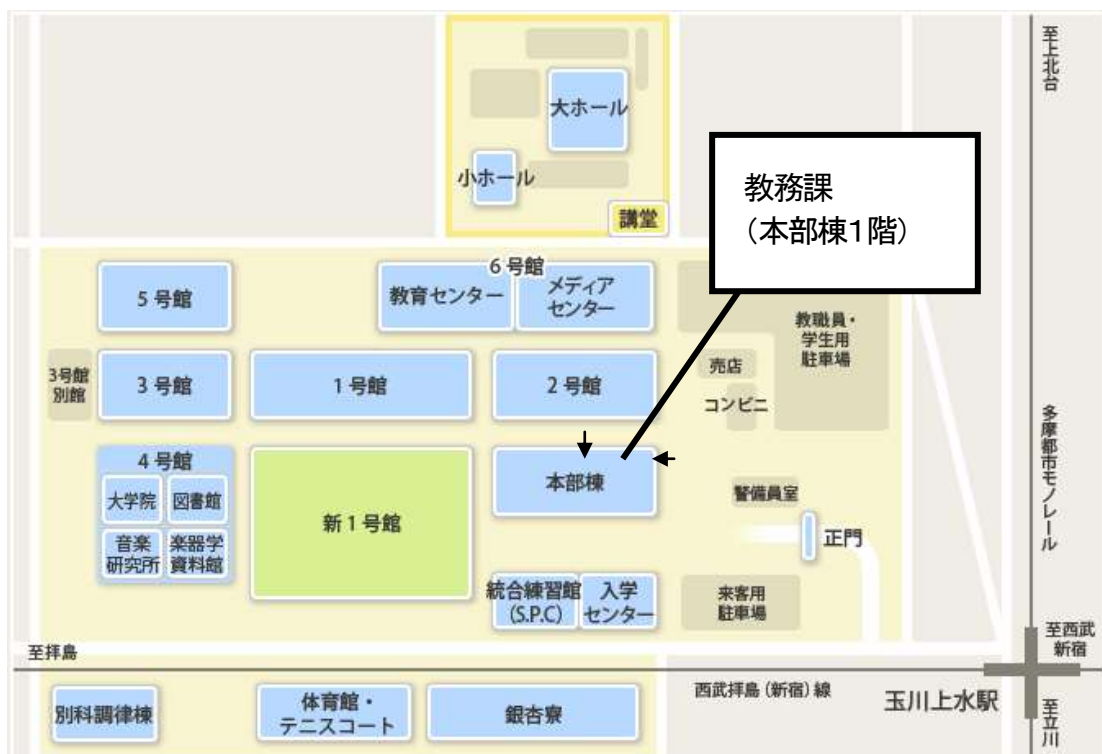 至上北台
大ホール
小ホール
講堂
教務課
（本部棟1階）
6号館
5号館
教育センター
メディア
センター
教職員・
学生用
駐車場
3号館
別館
3号館
1号館
2号館
売店
コンビニ
4号館
大学院
図書館
音楽
研究所
楽器学
資料館
新1号館
本部棟
警備員室
正門
多摩都市モノレール
統合練習館
(S.P.C)
入学
センター
来客用
駐車場
至拝島
至西武
新宿
西武拝島（新宿）線
玉川上水駅
至立川
別科調律棟
体育館・
テニスコート
銀杏寮